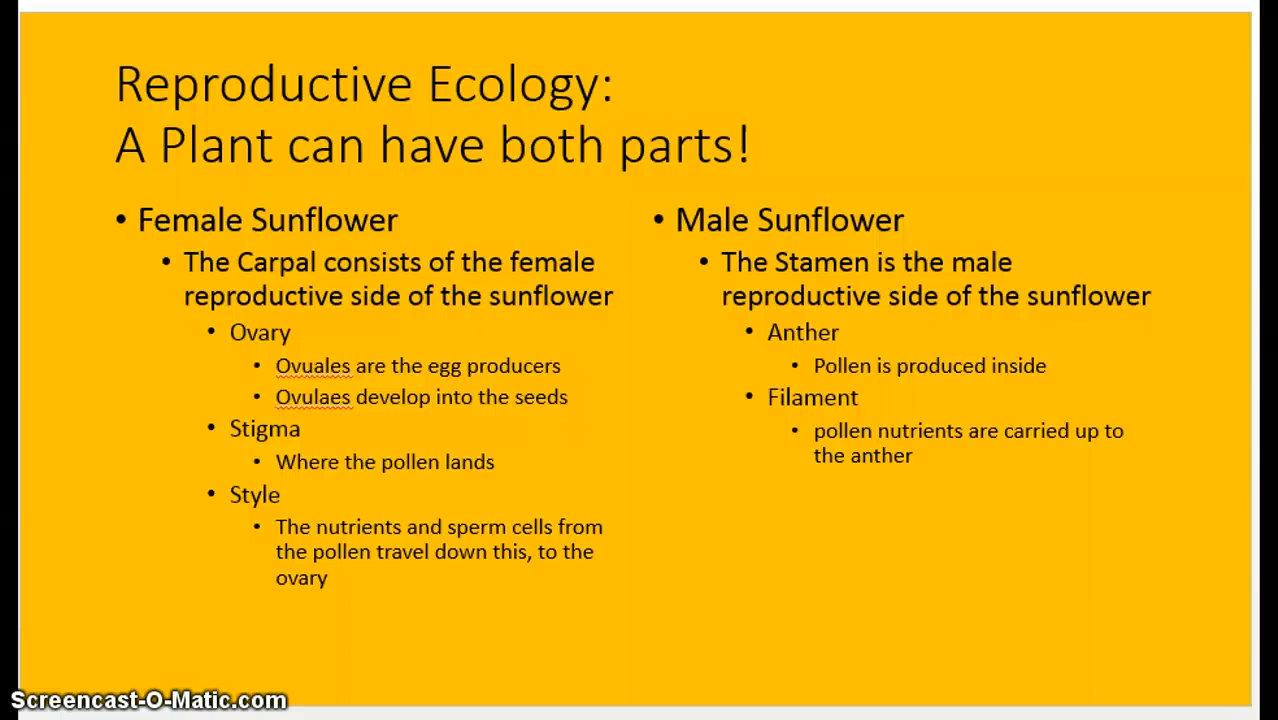 Reproductive Ecology:
A Plant can have both parts!
• Female Sunflower
• The Carpal consists of the female
reproductive side of the sunflower
• Ovary
• Ovuales are the egg producers
• Ovulaes develop into the seeds
• Stigma
• Where the pollen lands
• Style
• The nutrients and sperm cells from
the pollen travel down this, to the
ovary
• Male Sunflower
• The Stamen is the male
reproductive side of the sunflower
• Anther
• Pollen is produced inside
• Filament
• pollen nutrients are carried up to
the anther
Screencast-O-Matic.com